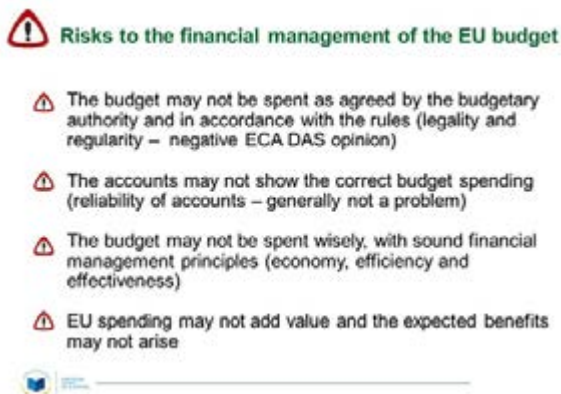 Risks to the financial management of the EU budget
The budget may not be spent as agreed by the budgetary
authority and in accordance with the rules (legality and
regularity – negative ECA DAS opinion)
The accounts may not show the correct budget spending
(reliability of accounts – generally not a problem)
The budget may not be spent wisely, with sound financial
management principles (economy, efficiency and
effectiveness)
EU spending may not add value and the expected benefits
may not arise